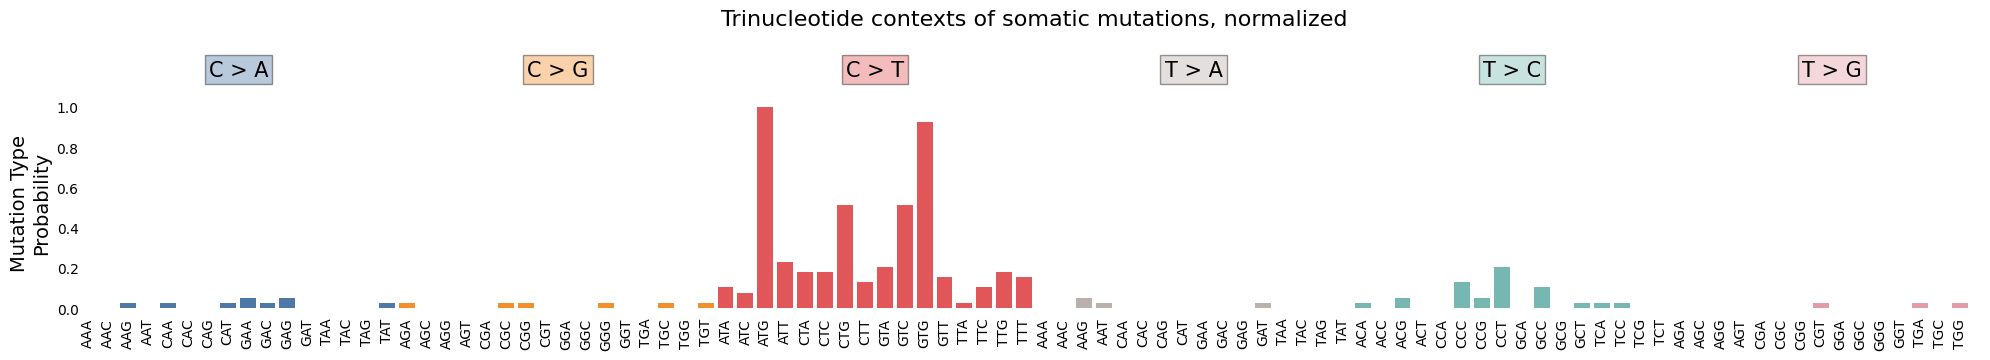 Trinucleotide contexts of somatic mutations, normalized
C > A C > G C > T T > A T > C T > G
Mutation Type
Probability
1.0
0.8
0.6
0.4
0.2
0.0
AAA AAC AAG AAT CAA CAC CAG CAT GAA GAC GAG GAT TAA TAC TAG TAT AGA AGC AGG AGT CGA CGC CGG CGT GGA GGC GGG GGT TGA TGC TGG TGT ATA ATC ATG ATT CTA CTC CTG CTT GTA GTC GTG GTT TTA TTC TTG TTT AAA AAC AAG AAT CAA CAC CAG CAT GAA GAC GAG GAT TAA TAC TAG TAT ACA ACC ACG ACT CCA CCC CCG CCT GCA GCC GCG GCT TCA TCC TCG TCT AGA AGC AGG AGT CGA CGC CGG CGT GGA GGC GGG GGT TGA TGC TGG